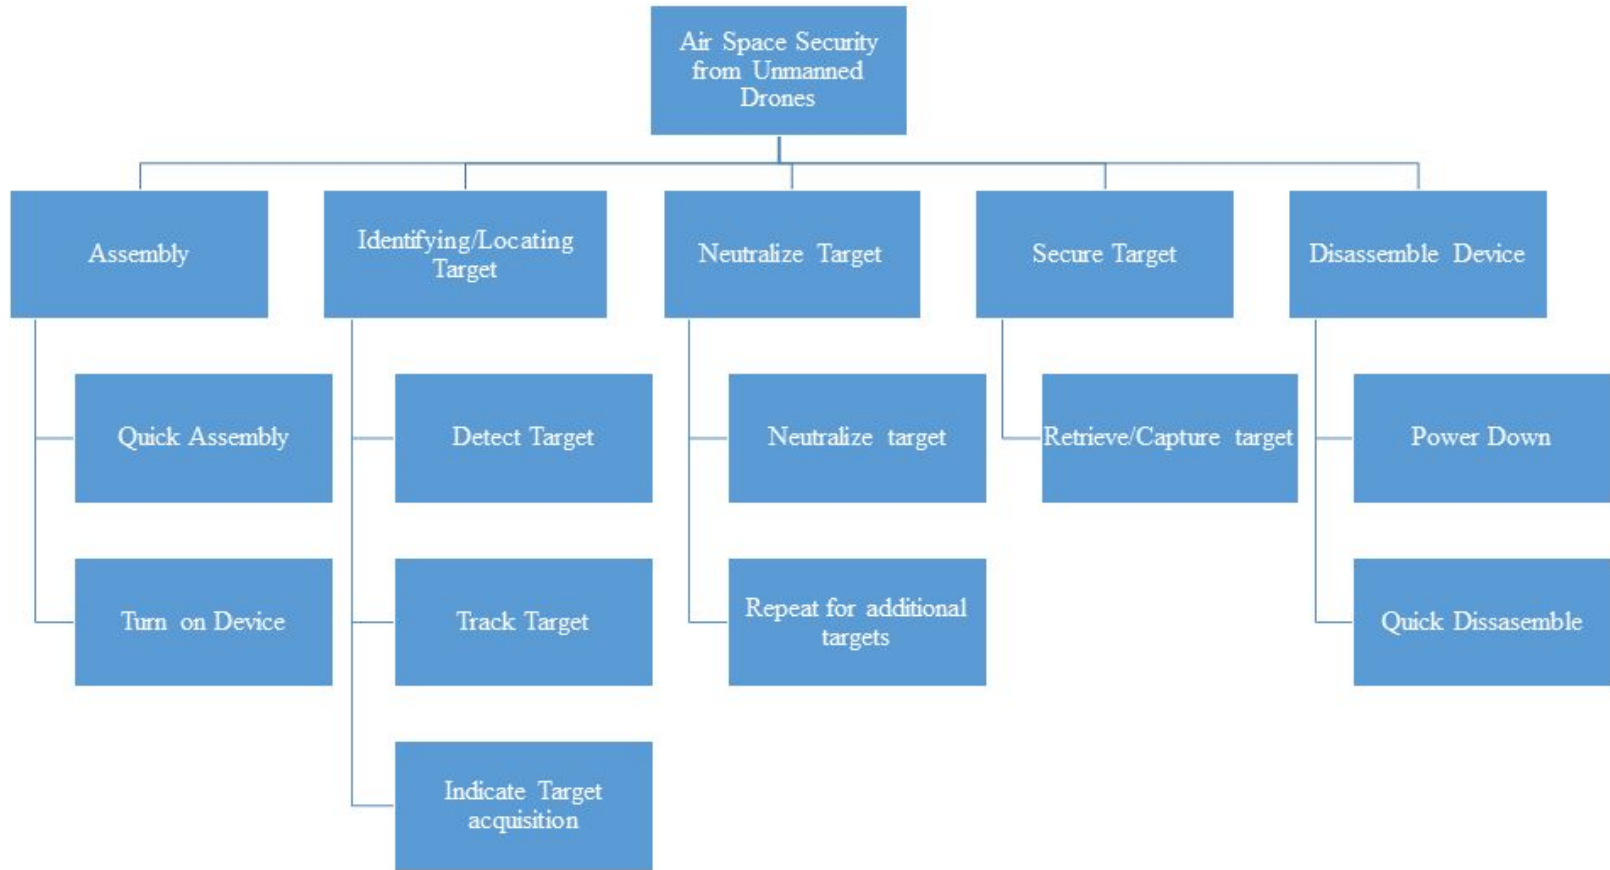 Air Space Security
from Unmanned
Drones
Assembly
Identifying/Locating
Target
Neutralize Target
Secure Target
Disassemble Device
Quick Assembly
Detect Target
Neutralize target
Retrieve/Capture target
Power Down
Turn on Device
Track Target
Repeat for additional
targets
Quick Dissasemble
Indicate Target
acquisition